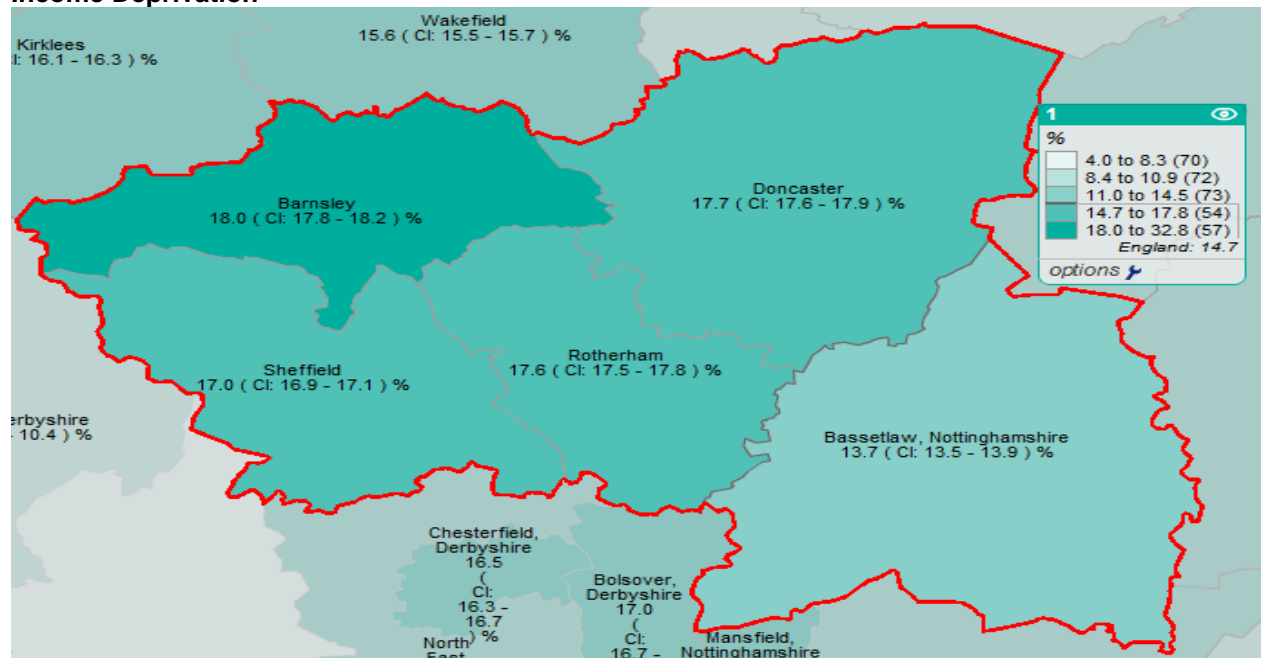 Income Deprivation
Wakefield
15.6 ( CI: 15.5 - 15.7 ) %
Kirklees
CI: 16.1 - 16.3 ) %
1
%
4.0 to 8.3 (70)
8.4 to 10.9 (72)
11.0 to 14.5 (73)
14.7 to 17.8 (54)
18.0 to 32.8 (57)
England: 14.7
options
Barnsley
18.0 ( CI: 17.8 - 18.2 ) %
Doncaster
17.7 ( CI: 17.6 - 17.9 ) %
Sheffield
17.0 ( CI: 16.9 - 17.1 ) %
Rotherham
17.6 ( CI: 17.5 - 17.8 ) %
erbyshire
- 10.4 ) %
Bassetlaw, Nottinghamshire
13.7 ( CI: 13.5 - 13.9 ) %
Chesterfield,
Derbyshire
16.5
(
CI:
16.3 -
16.7
) %
North
East
Bolsover,
Derbyshire
17.0
(
CI:
16.7 -
Mansfield,
Nottinghamshire